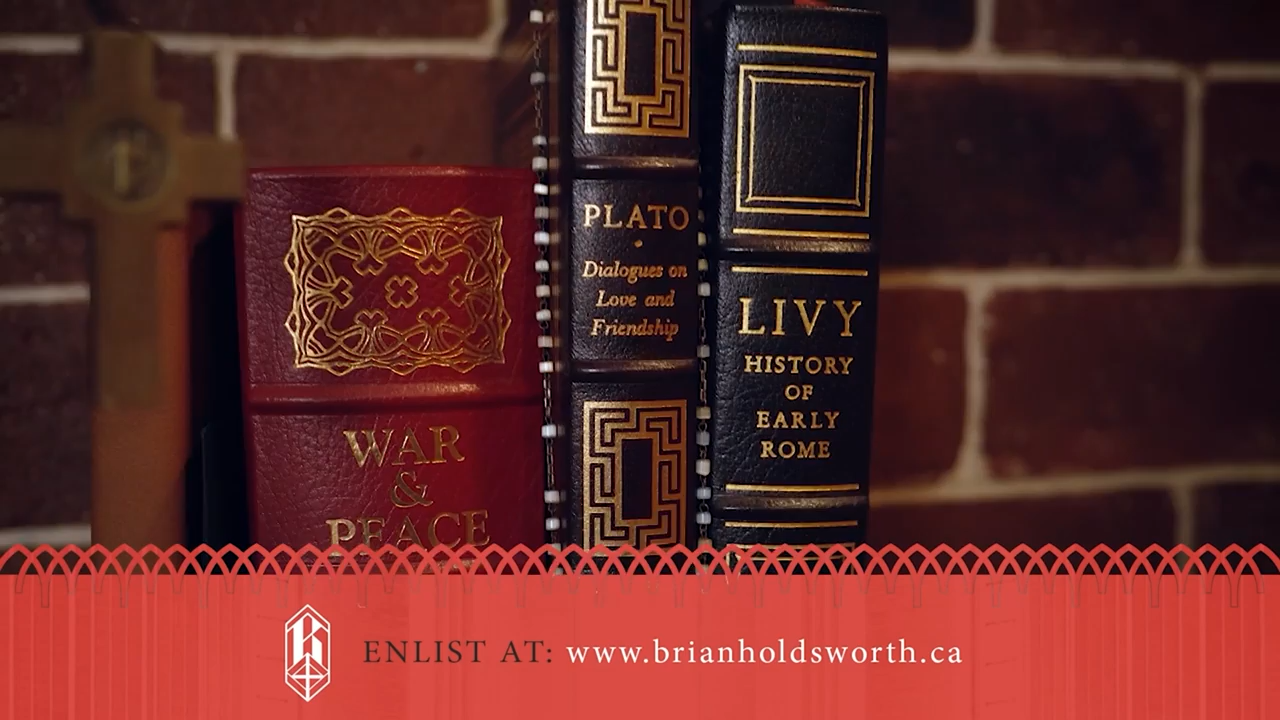 WAR
&
PEACE
PLATO
Dialogues on
Love and
Friendship
LIVY
HISTORY
OF
EARLY
ROME
ENLIST AT: www.brianholdsworth.ca